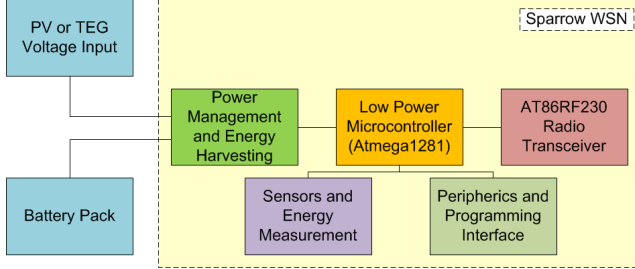 PV or TEG
Voltage Input
Sparrow WSN
Power
Management
and Energy
Harvesting
Low Power
Microcontroller
(Atmega1281)
AT86RF230
Radio
Transceiver
Battery Pack
Sensors and
Energy
Measurement
Peripherics and
Programming
Interface